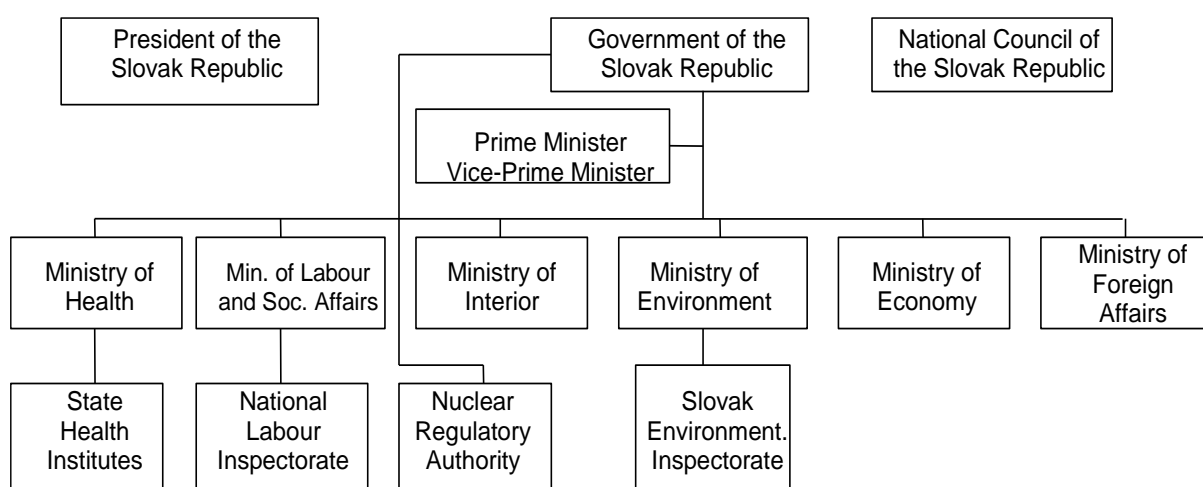 President of the
Slovak Republic
Government of the
Slovak Republic
National Council of
the Slovak Republic
Prime Minister
Vice-Prime Minister
Ministry of
Health
Min. of Labour
and Soc. Affairs
Ministry of
Interior
Ministry of
Environment
Ministry of
Economy
Ministry of
Foreign
Affairs
State
Health
Institutes
National
Labour
Inspectorate
Nuclear
Regulatory
Authority
Slovak
Environment.
Inspectorate